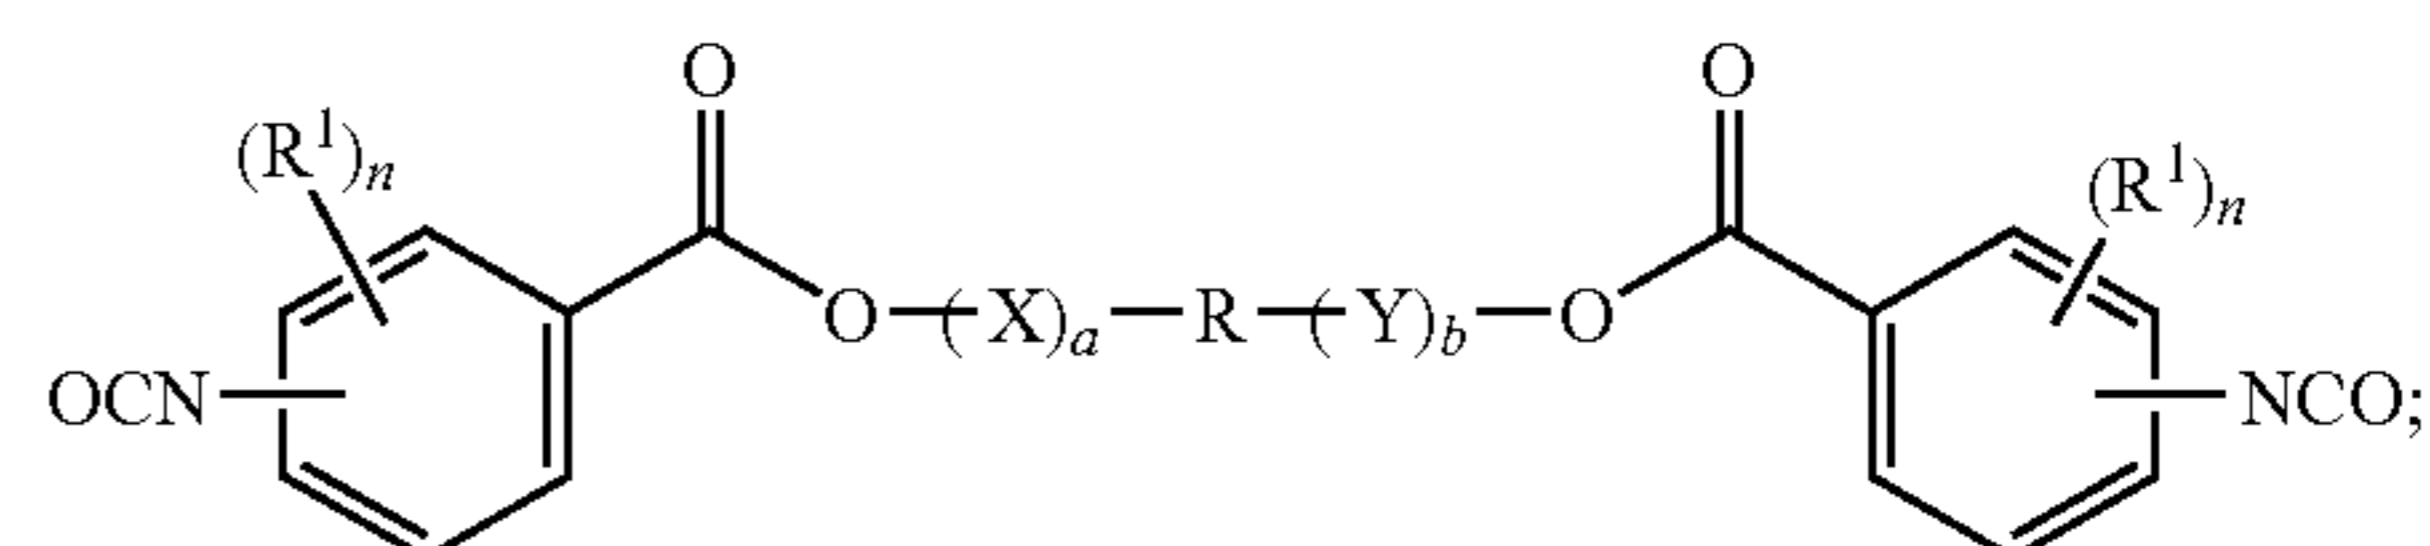 O O
(R¹)ₙ (R¹)ₙ
O—(X)ₐ—R—(Y)b—O
OCN NCO;